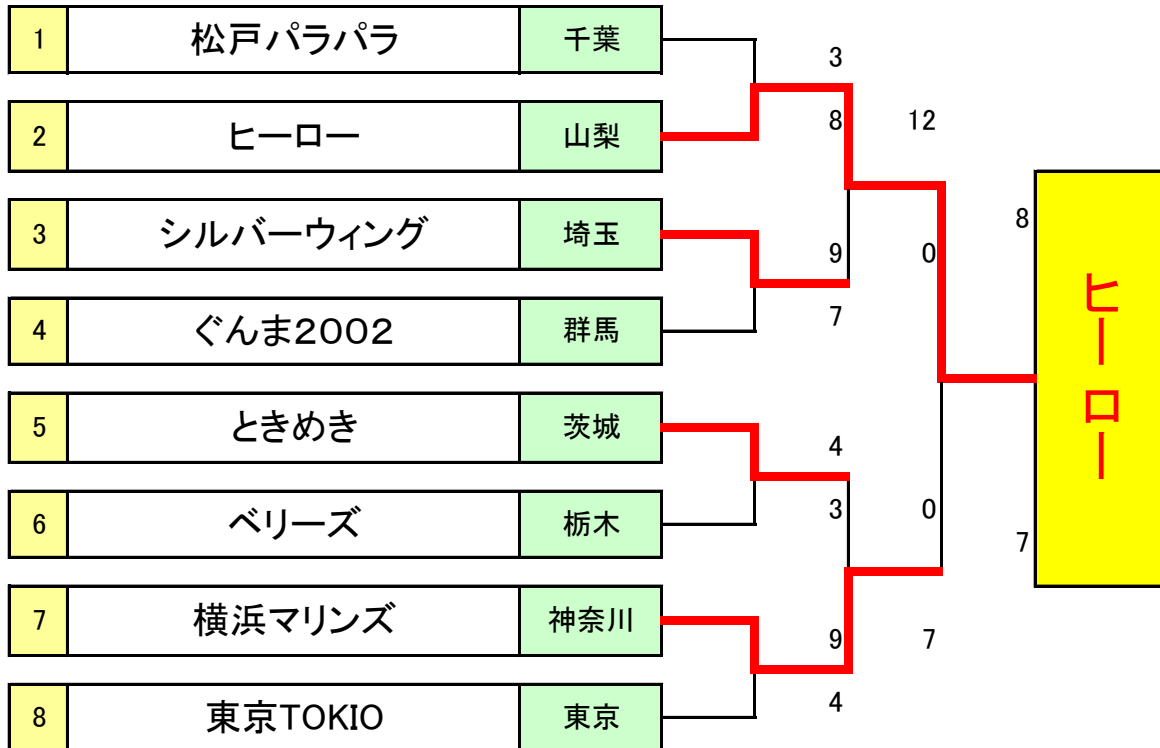 1 松戸パラパラ 千葉
3
8 12
2 ヒーロー 山梨
8
3 シルバーウィング 埼玉
9 0
7
4 ぐんま2002 群馬
ヒーロー
5 ときめき 茨城
4
3 0
6 ベリーズ 栃木
7
7 横浜マリンズ 神奈川
9 7
4
8 東京TOKIO 東京